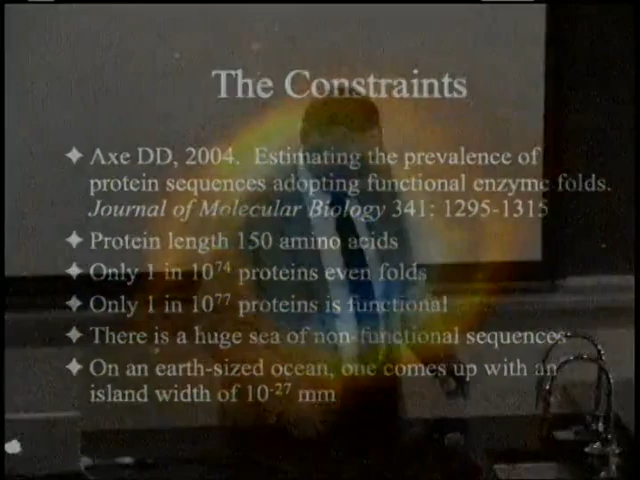 The Constraints
✦ Axe DD, 2004. Estimating the prevalence of
protein sequences adopting functional enzyme folds.
Journal of Molecular Biology 341: 1295-1315
✦ Protein length 150 amino acids
✦ Only 1 in 10⁷⁴ proteins even folds
✦ Only 1 in 10⁷⁷ proteins is functional
✦ There is a huge sea of non-functional sequences
✦ On an earth-sized ocean, one comes up with an
island width of 10⁻²⁷ mm